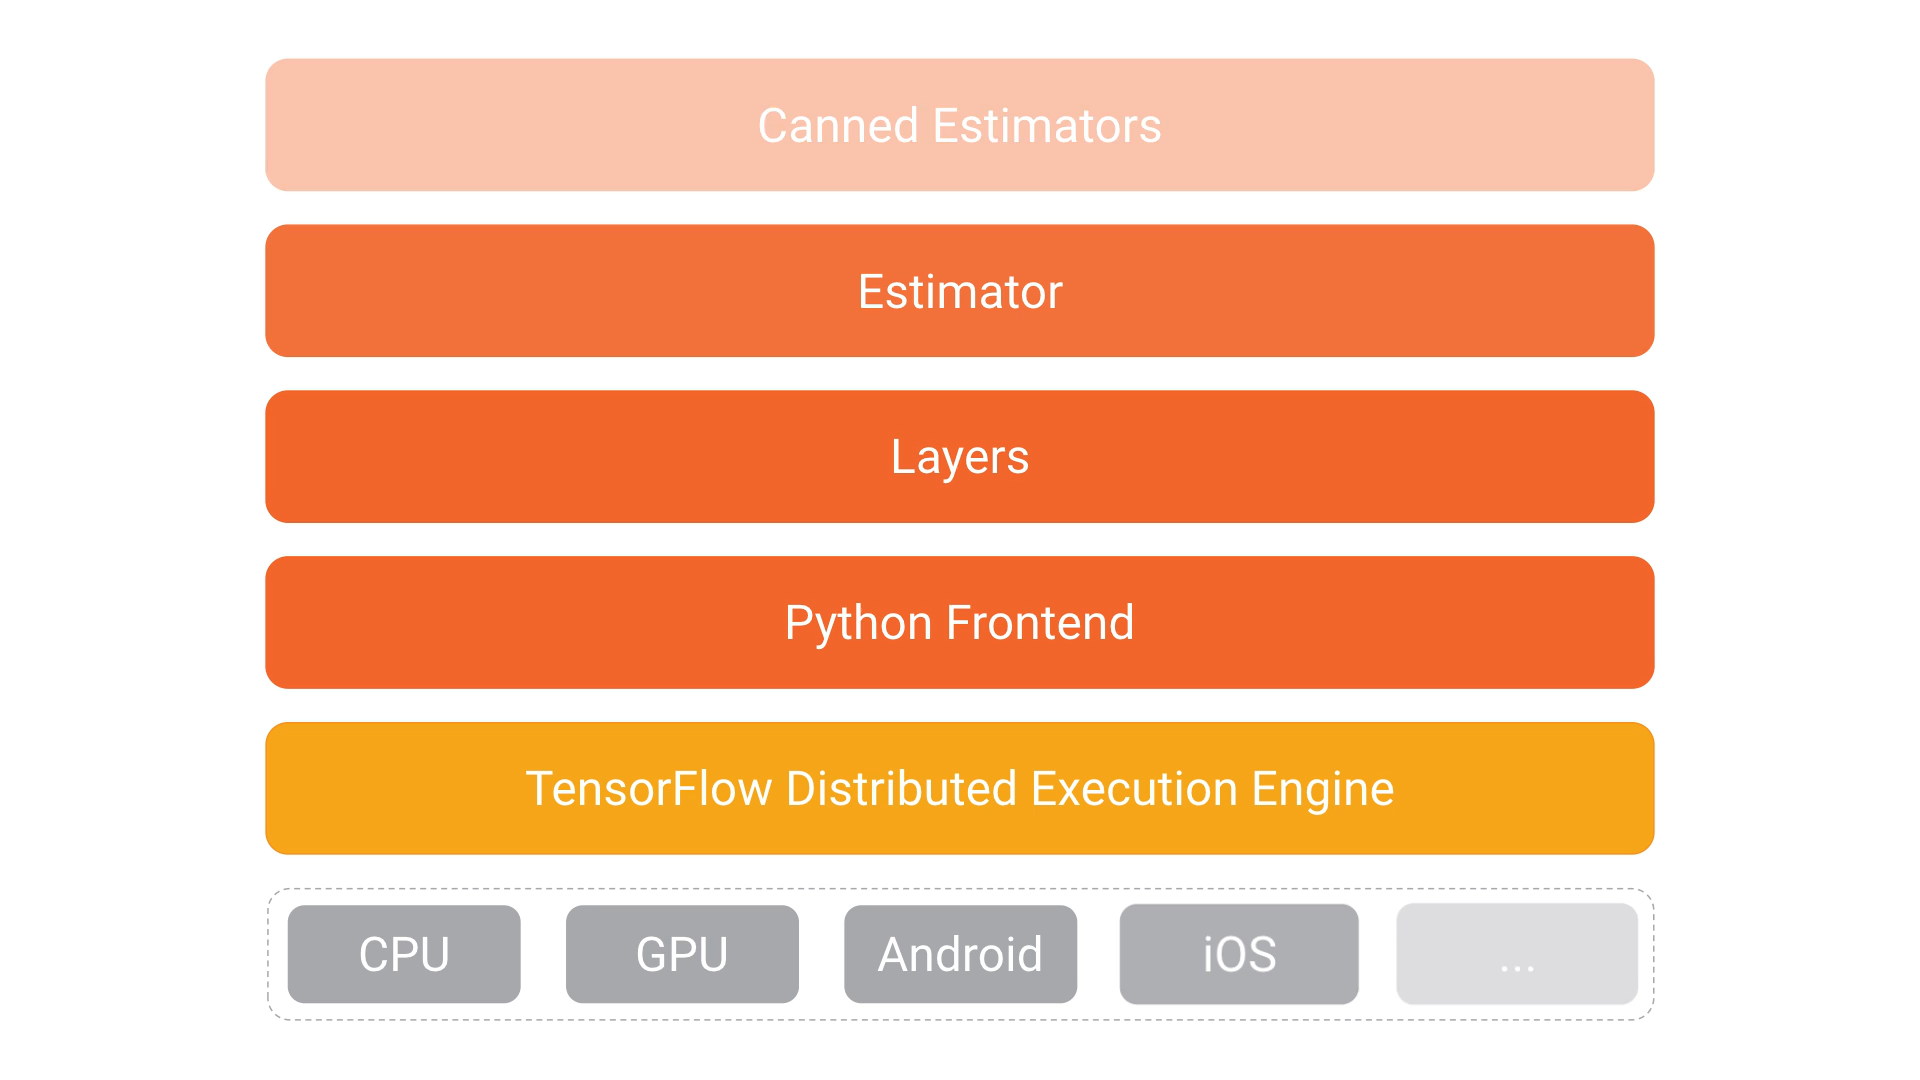 Canned Estimators
Estimator
Layers
Python Frontend
TensorFlow Distributed Execution Engine
CPU GPU Android iOS ...